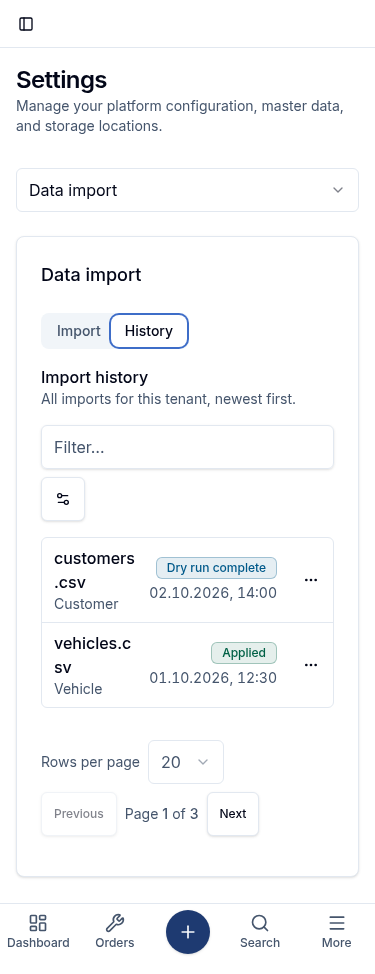 Settings
Manage your platform configuration, master data,
and storage locations.
Data import
Data import
Import
History
Import history
All imports for this tenant, newest first.
Filter...
customers
.csv
Customer
Dry run complete
02.10.2026, 14:00
vehicles.c
sv
Vehicle
Applied
01.10.2026, 12:30
Rows per page
20
Previous
Page 1 of 3
Next
Dashboard
Orders
Search
More